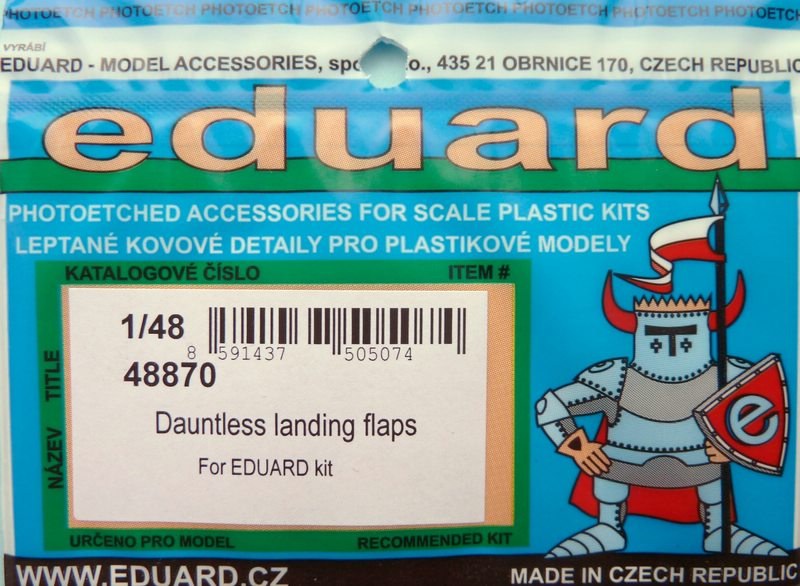 PHOTOETCH PHOTOETCH PHOTOETCH PHOTOETCH PHOTOETCH PHOTOETCH PHOTOETCH
VYRÁBÍ
EDUARD - MODEL ACCESSORIES, spo .o., 435 21 OBRNICE 170, CZECH REPUBLIC
eduard
PHOTOETCHED ACCESSORIES FOR SCALE PLASTIC KITS
LEPTANÉ KOVOVÉ DETAILY PRO PLASTIKOVÉ MODELY
KATALOGOVÉ ČÍSLO ITEM #
1/48
8 591437 505074
48870
NÁZEV TITLE
Dauntless landing flaps
For EDUARD kit
e
URČENO PRO MODEL RECOMMENDED KIT
WWW.EDUARD.CZ MADE IN CZECH REPUBLIC